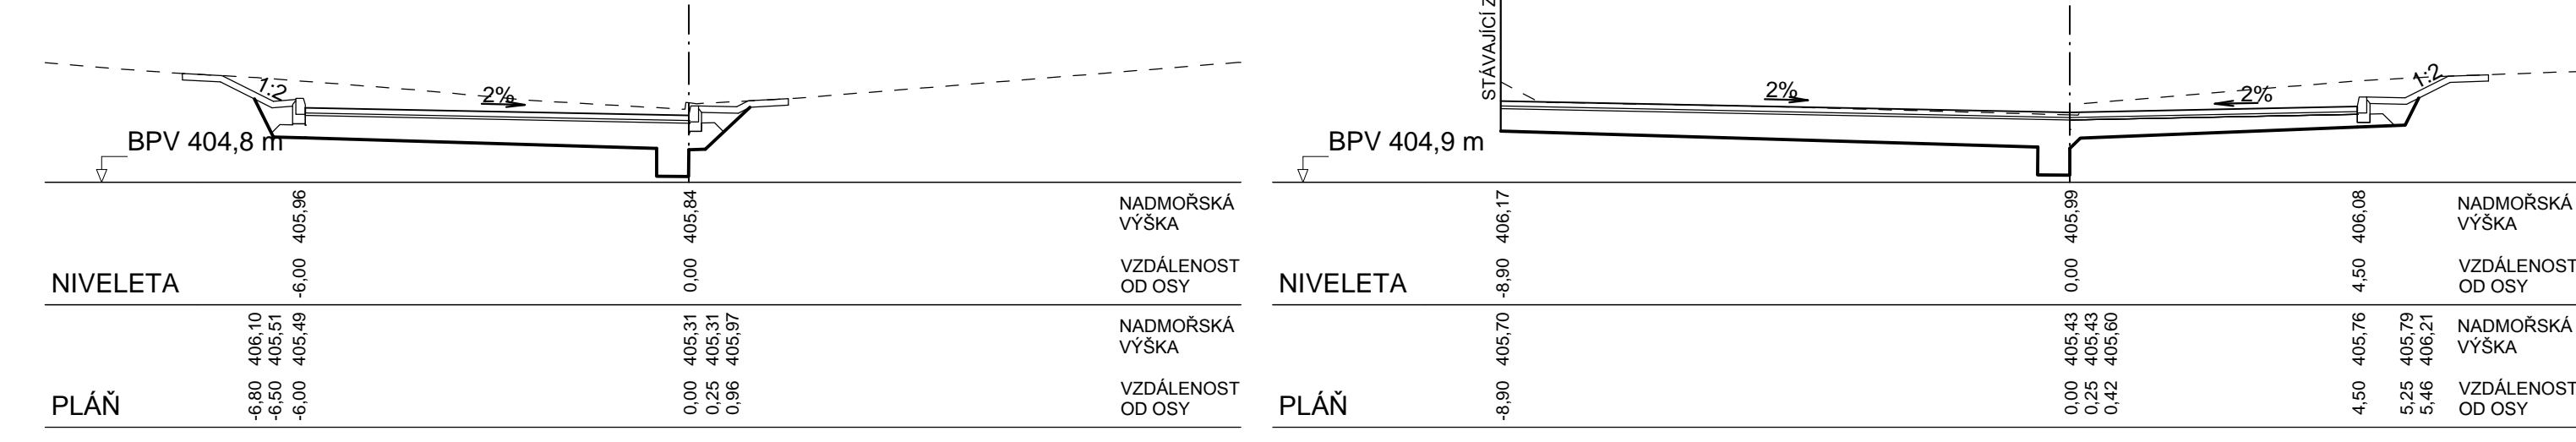 1:2
2%
BPV 404,8 m
405,96
405,84
NADMOŘSKÁ
VÝŠKA
NIVELETA
-6,00
0,00
VZDÁLENOST
OD OSY
406,10
405,51
405,49
405,31
405,31
405,97
NADMOŘSKÁ
VÝŠKA
PLÁŇ
-6,80
-6,50
-6,00
0,00
0,25
0,96
VZDÁLENOST
OD OSY
STÁVAJÍCÍ
2%
2%
1:2
BPV 404,9 m
406,17
405,99
406,08
NADMOŘSKÁ
VÝŠKA
NIVELETA
-8,90
0,00
4,50
VZDÁLENOST
OD OSY
405,70
405,43
405,43
405,60
405,76
405,79
406,21
NADMOŘSKÁ
VÝŠKA
PLÁŇ
-8,90
0,00
0,25
0,42
4,50
5,25
5,46
VZDÁLENOST
OD OSY